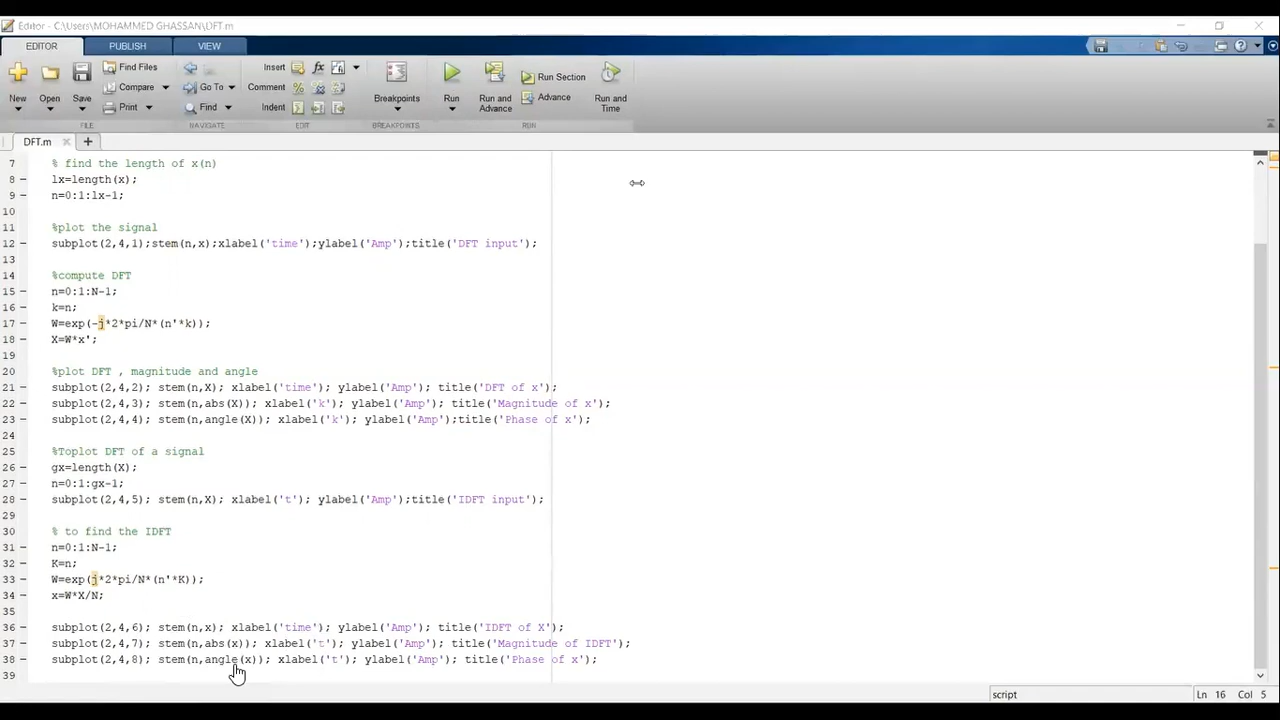 Editor - C:\Users\MOHAMMED GHASSAN\DFT.m
EDITOR PUBLISH VIEW
New Open Save Find Files Compare Print Go To Find Insert fx Comment Indent Breakpoints Run Run and Advance Run Section Advance Run and Time
FILE NAVIGATE EDIT BREAKPOINTS RUN
DFT.m
7 % find the length of x(n)
8 – lx=length(x);
9 – n=0:1:lx-1;
10
11 %plot the signal
12 – subplot(2,4,1);stem(n,x);xlabel('time');ylabel('Amp');title('DFT input');
13
14 %compute DFT
15 – n=0:1:N-1;
16 – k=n;
17 – W=exp(-j*2*pi/N*(n'*k));
18 – X=W*x';
19
20 %plot DFT , magnitude and angle
21 – subplot(2,4,2); stem(n,X); xlabel('time'); ylabel('Amp'); title('DFT of x');
22 – subplot(2,4,3); stem(n,abs(X)); xlabel('k'); ylabel('Amp'); title('Magnitude of x');
23 – subplot(2,4,4); stem(n,angle(X)); xlabel('k'); ylabel('Amp');title('Phase of x');
24
25 %Toplot DFT of a signal
26 – gx=length(X);
27 – n=0:1:gx-1;
28 – subplot(2,4,5); stem(n,X); xlabel('t'); ylabel('Amp');title('IDFT input');
29
30 % to find the IDFT
31 – n=0:1:N-1;
32 – K=n;
33 – W=exp(j*2*pi/N*(n'*K));
34 – x=W*X/N;
35
36 – subplot(2,4,6); stem(n,x); xlabel('time'); ylabel('Amp'); title('IDFT of X');
37 – subplot(2,4,7); stem(n,abs(x)); xlabel('t'); ylabel('Amp'); title('Magnitude of IDFT');
38 – subplot(2,4,8); stem(n,angle(x)); xlabel('t'); ylabel('Amp'); title('Phase of x');
39
script Ln 16 Col 5